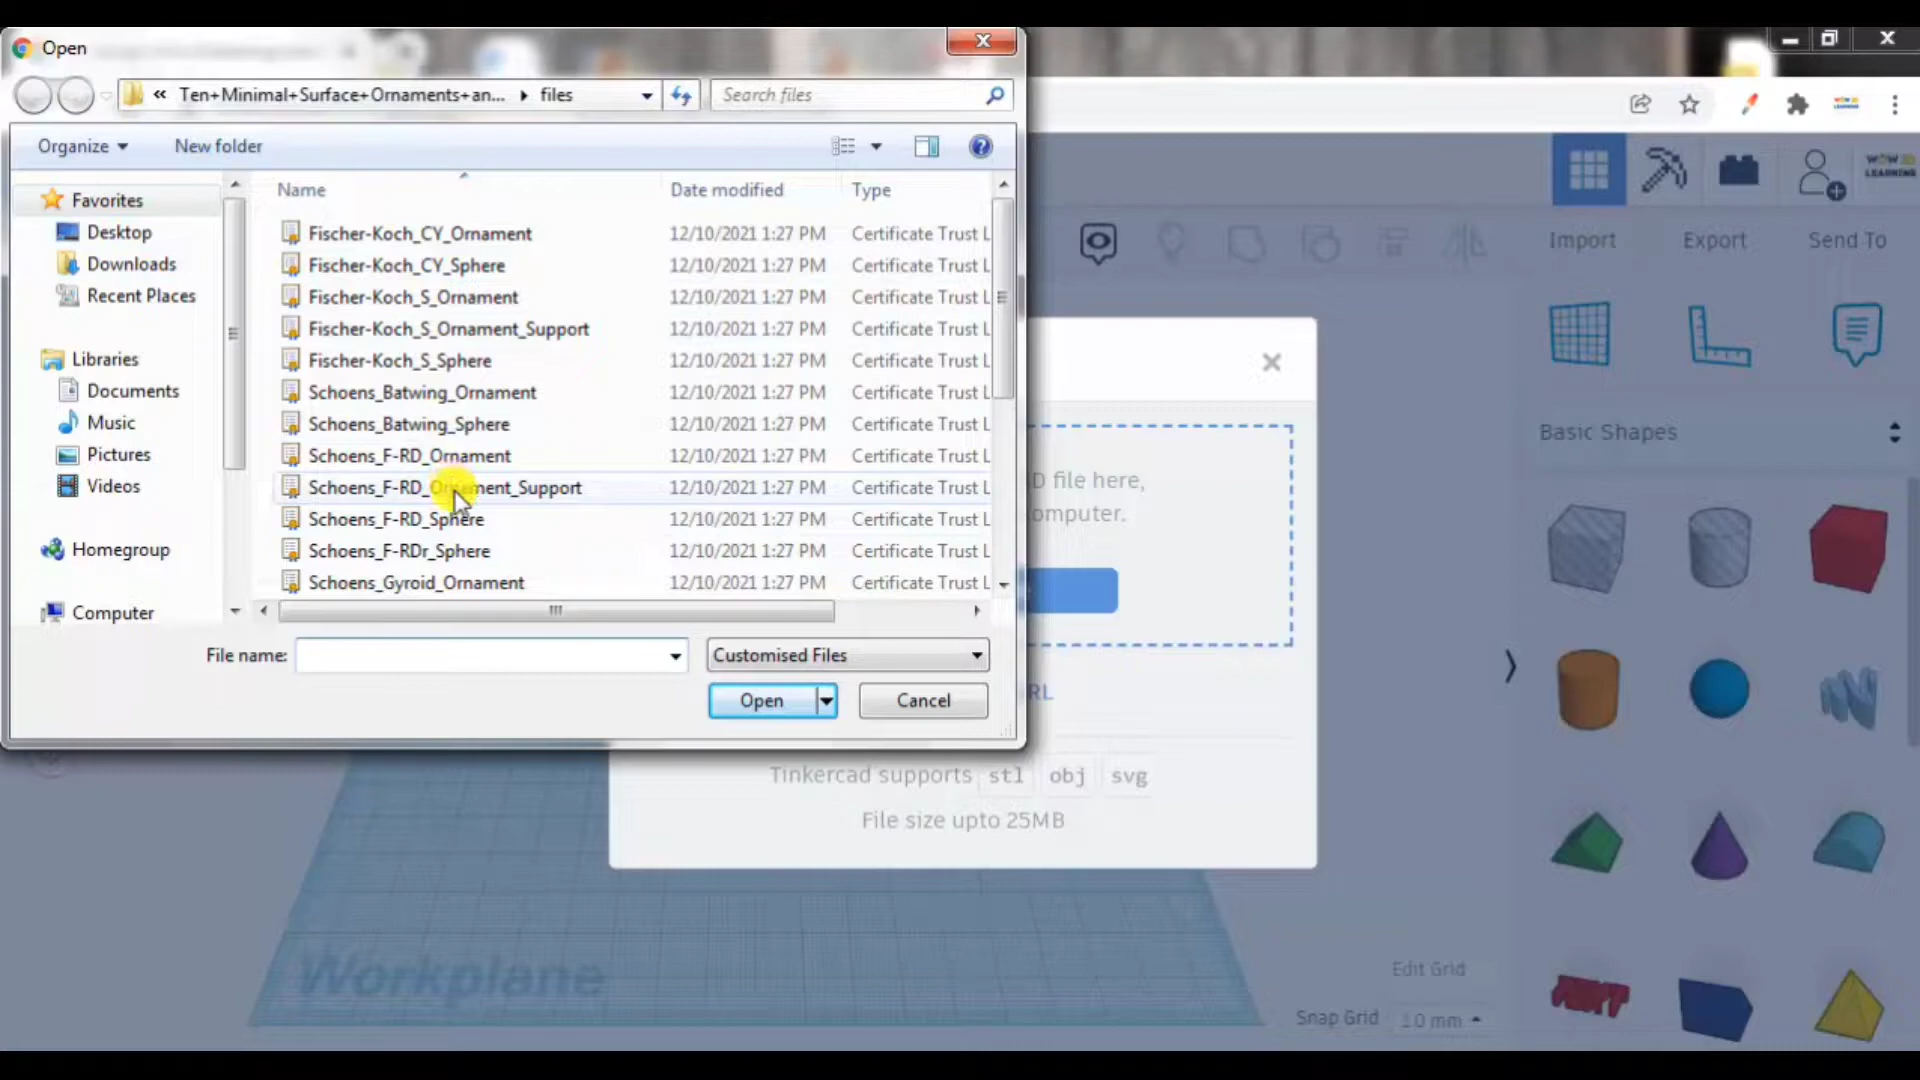 Open
« Ten+Minimal+Surface+Ornaments+an... files
Search files
Organize
New folder
Name
Date modified
Type
Favorites
Desktop
Downloads
Recent Places
Libraries
Documents
Music
Pictures
Videos
Homegroup
Computer
Fischer-Koch_CY_Ornament 12/10/2021 1:27 PM Certificate Trust L
Fischer-Koch_CY_Sphere 12/10/2021 1:27 PM Certificate Trust L
Fischer-Koch_S_Ornament 12/10/2021 1:27 PM Certificate Trust L
Fischer-Koch_S_Ornament_Support 12/10/2021 1:27 PM Certificate Trust L
Fischer-Koch_S_Sphere 12/10/2021 1:27 PM Certificate Trust L
Schoens_Batwing_Ornament 12/10/2021 1:27 PM Certificate Trust L
Schoens_Batwing_Sphere 12/10/2021 1:27 PM Certificate Trust L
Schoens_F-RD_Ornament 12/10/2021 1:27 PM Certificate Trust L
Schoens_F-RD_Ornament_Support 12/10/2021 1:27 PM Certificate Trust L
Schoens_F-RD_Sphere 12/10/2021 1:27 PM Certificate Trust L
Schoens_F-RDr_Sphere 12/10/2021 1:27 PM Certificate Trust L
Schoens_Gyroid_Ornament 12/10/2021 1:27 PM Certificate Trust L
File name:
Customised Files
Open
Cancel
D file here,
omputer.
RL
Tinkercad supports stl obj svg
File size upto 25MB
WOW 3D
LEARNING
Import
Export
Send To
Basic Shapes
Workplane
Edit Grid
Snap Grid 1.0 mm